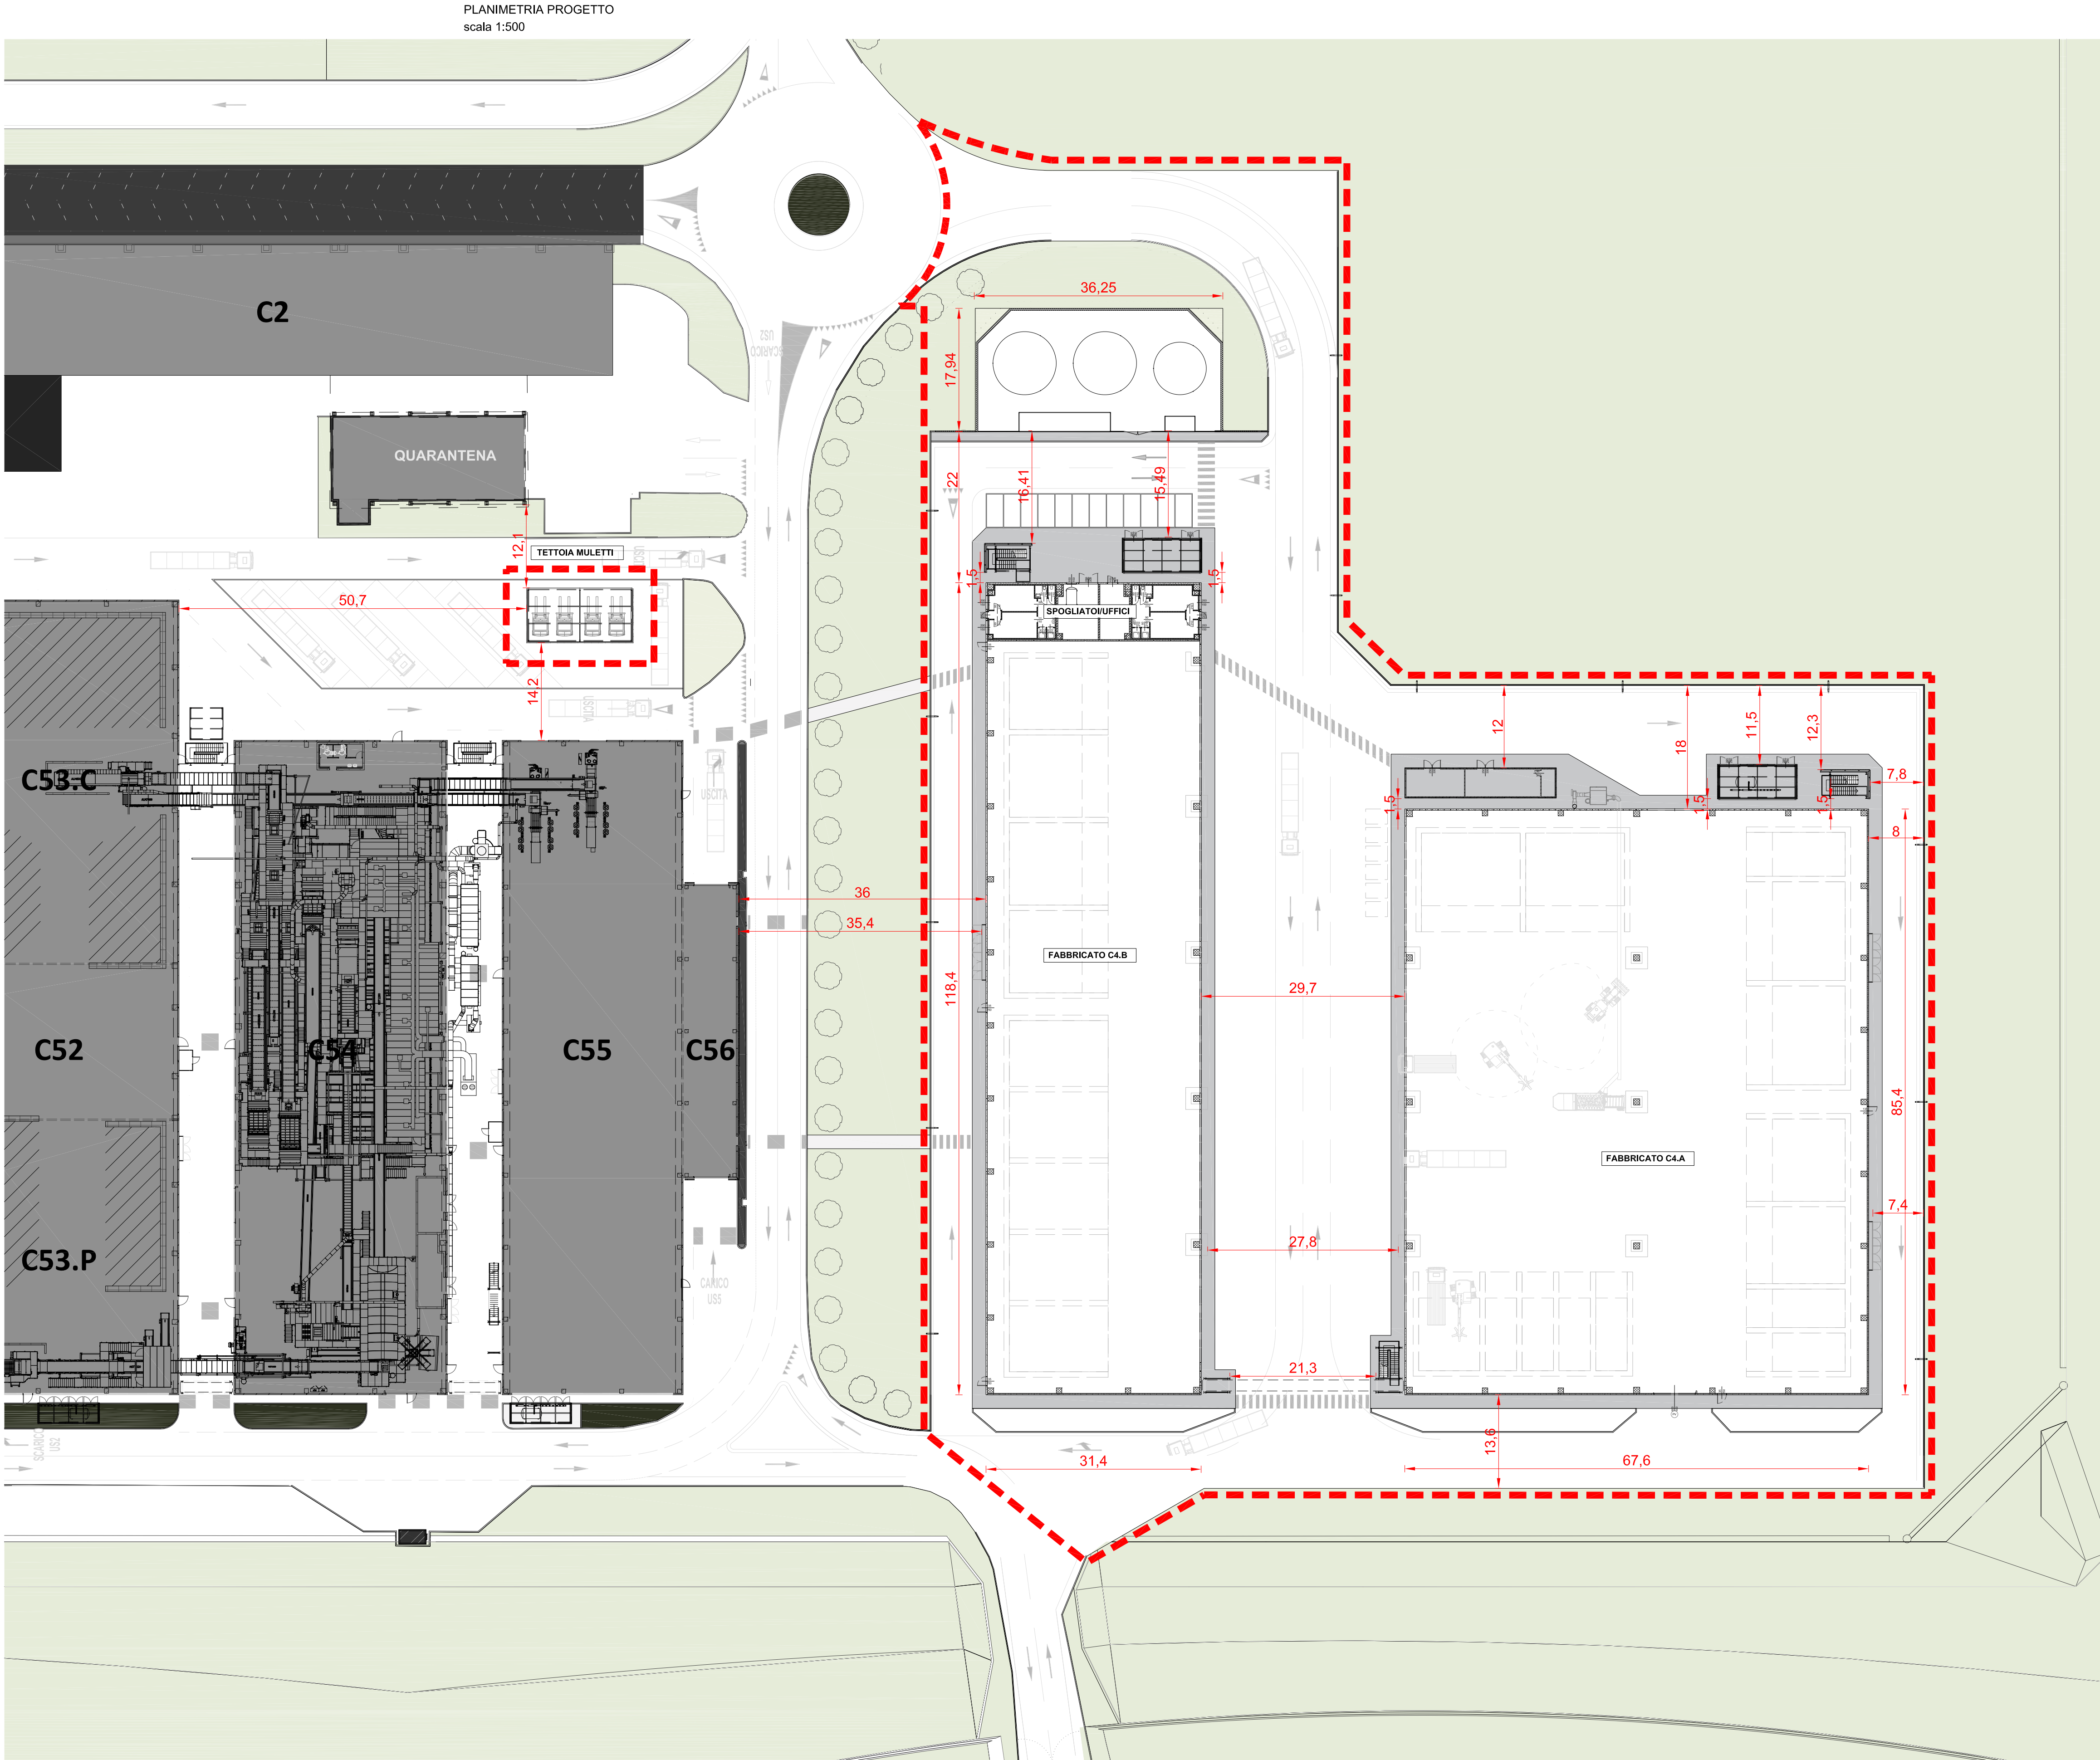 PLANIMETRIA PROGETTO
scala 1:500
C2
36,25
17,94
SCARICO
US2
QUARANTENA
22
16,41
15,49
12,1
TETTOIA MULETTI
1,5
1,5
50,7
SPOGLIATOI/UFFICI
14,2
USCITA
12
18
11,5
12,3
7,8
C53.C
USCITA
1,5
1,5
1,5
8
36
35,4
118,4
FABBRICATO C4.B
29,7
C52
C54
C55
C56
85,4
FABBRICATO C4.A
7,4
27,8
C53.P
CARICO
US5
21,3
SCARICO
US2
13,6
31,4
67,6